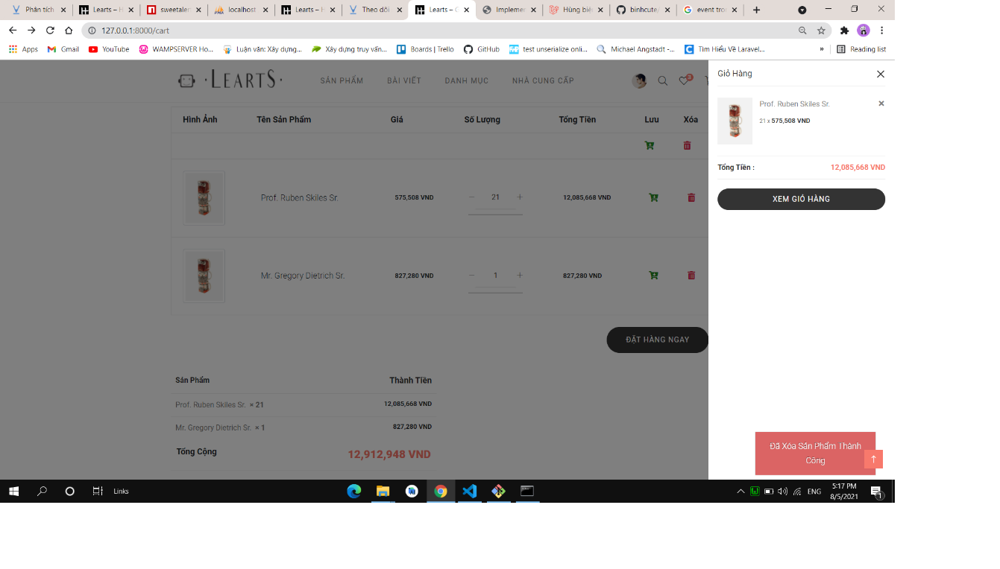 Phân tích
Learts – H
sweetaler
localhost
Learts – H
Theo dõi
Learts – G
Implemer
Hùng biê
binhcute/
event tron
127.0.0.1:8000/cart
Apps
Gmail
YouTube
WAMPSERVER Ho...
Luận văn: Xây dựng...
Xây dựng truy vấn...
Boards | Trello
GitHub
test unserialize onli...
Michael Angstadt -...
Tìm Hiểu Về Laravel...
»
Reading list
·LEARTS·
SẢN PHẨM
BÀI VIẾT
DANH MỤC
NHÀ CUNG CẤP
3
Hình Ảnh
Tên Sản Phẩm
Giá
Số Lượng
Tổng Tiền
Lưu
Xóa
Prof. Ruben Skiles Sr.
575,508 VND
21
12,085,668 VND
Mr. Gregory Dietrich Sr.
827,280 VND
1
827,280 VND
ĐẶT HÀNG NGAY
Sản Phẩm
Thành Tiền
Prof. Ruben Skiles Sr. × 21
12,085,668 VND
Mr. Gregory Dietrich Sr. × 1
827,280 VND
Tổng Cộng
12,912,948 VND
Giỏ Hàng
Prof. Ruben Skiles Sr.
21 x 575,508 VND
Tổng Tiền :
12,085,668 VND
XEM GIỎ HÀNG
Đã Xóa Sản Phẩm Thành
Công
Links
ENG
5:17 PM
8/5/2021
1